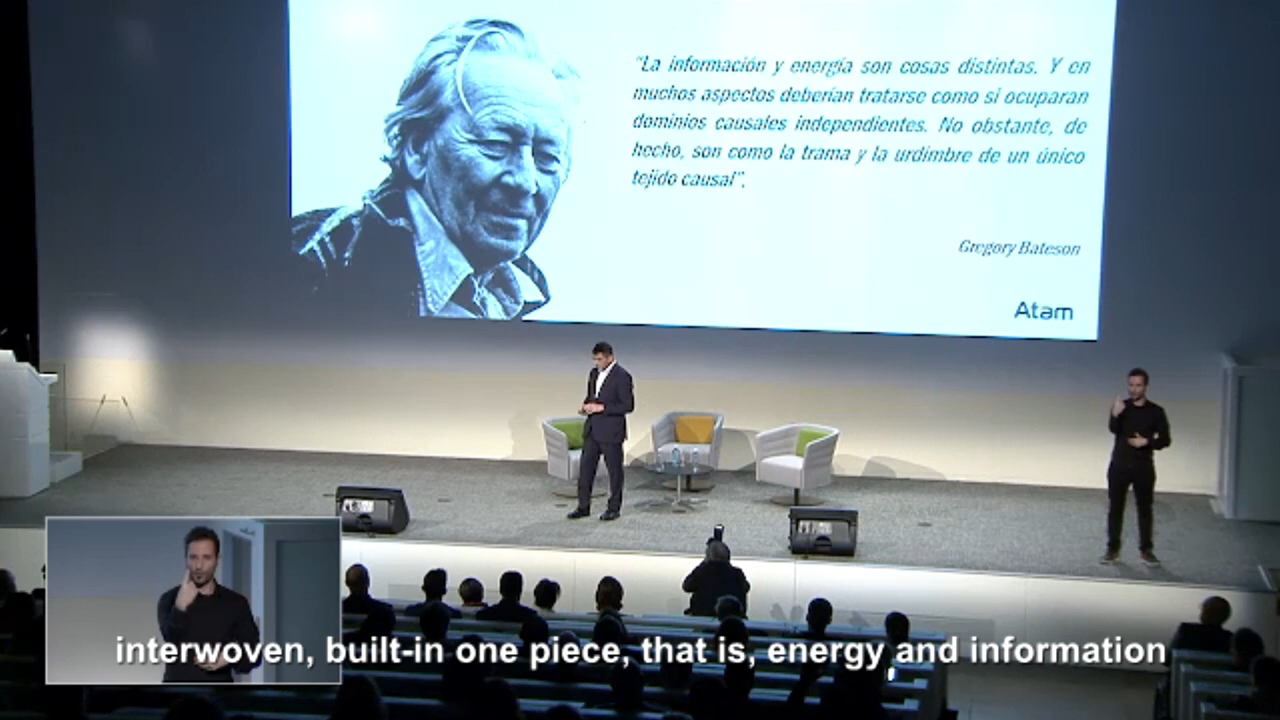 "La información y energía son cosas distintas. Y en
muchos aspectos deberían tratarse como si ocuparan
dominios causales independientes. No obstante, de
hecho, son como la trama y la urdimbre de un único
tejido causal".
Gregory Bateson
Atam
interwoven, built-in one piece, that is, energy and information